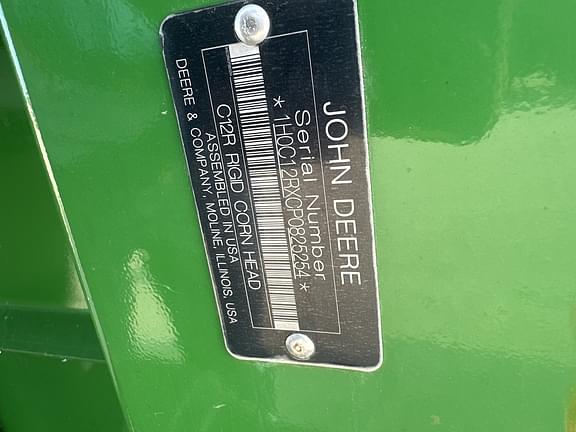 JOHN DEERE
Serial Number
* 1H0C12RXCP0825254 *
C12R RIGID CORN HEAD
ASSEMBLED IN USA
DEERE & COMPANY, MOLINE, ILLINOIS, USA